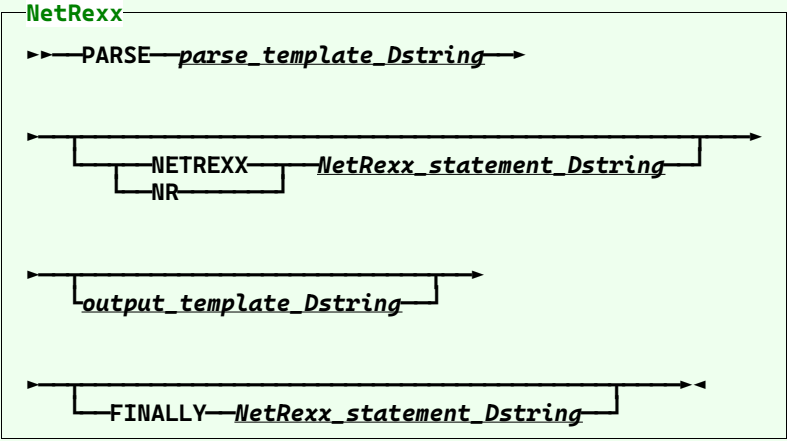 NetRexx
PARSE parse_template_Dstring
NETREXX NetRexx_statement_Dstring
NR
output_template_Dstring
FINALLY NetRexx_statement_Dstring